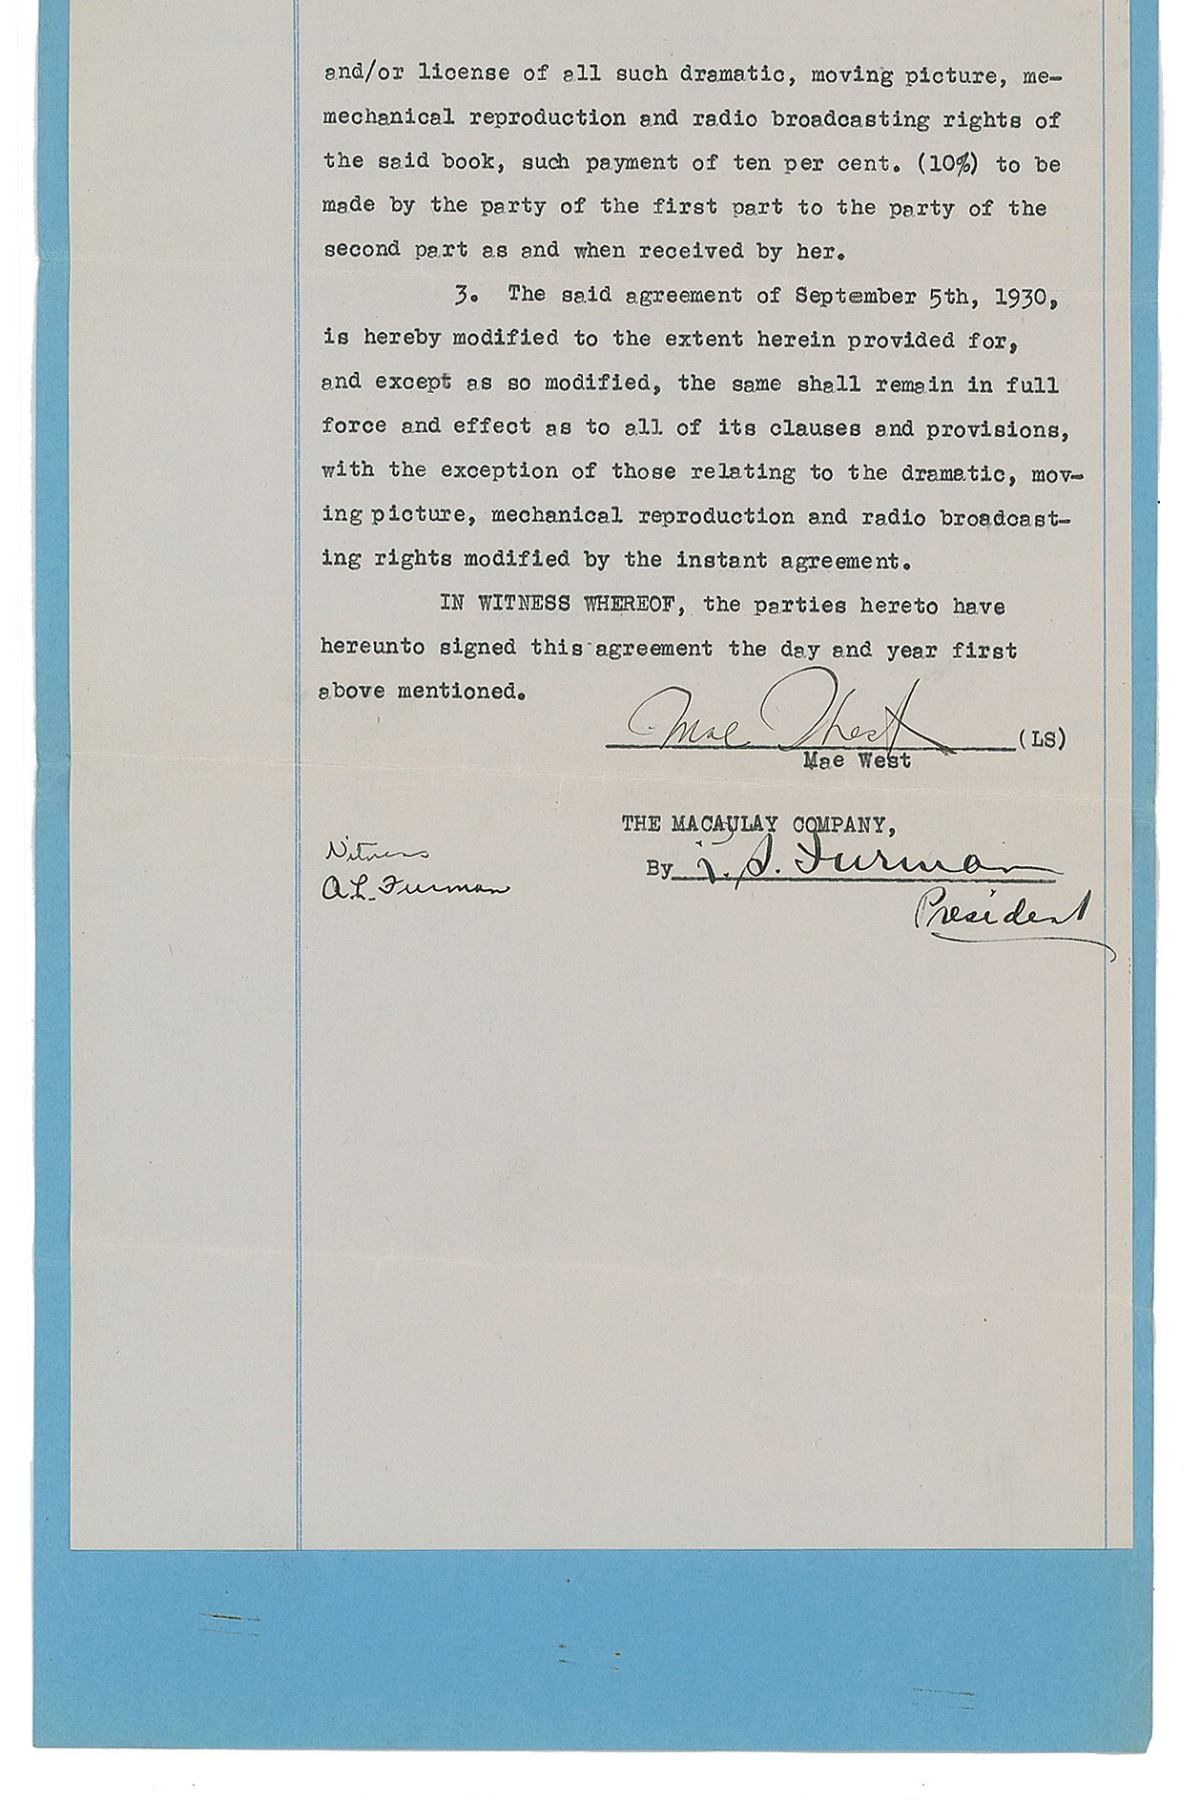 and/or license of all such dramatic, moving picture, me-
mechanical reproduction and radio broadcasting rights of
the said book, such payment of ten per cent. (10%) to be
made by the party of the first part to the party of the
second part as and when received by her.
3. The said agreement of September 5th, 1930,
is hereby modified to the extent herein provided for,
and except as so modified, the same shall remain in full
force and effect as to all of its clauses and provisions,
with the exception of those relating to the dramatic, mov-
ing picture, mechanical reproduction and radio broadcast-
ing rights modified by the instant agreement.
IN WITNESS WHEREOF, the parties hereto have
hereunto signed this agreement the day and year first
above mentioned.
Mae West (LS)
Mae West
THE MACAULAY COMPANY,
Witness
By S. Furman
A.L. Furman
President